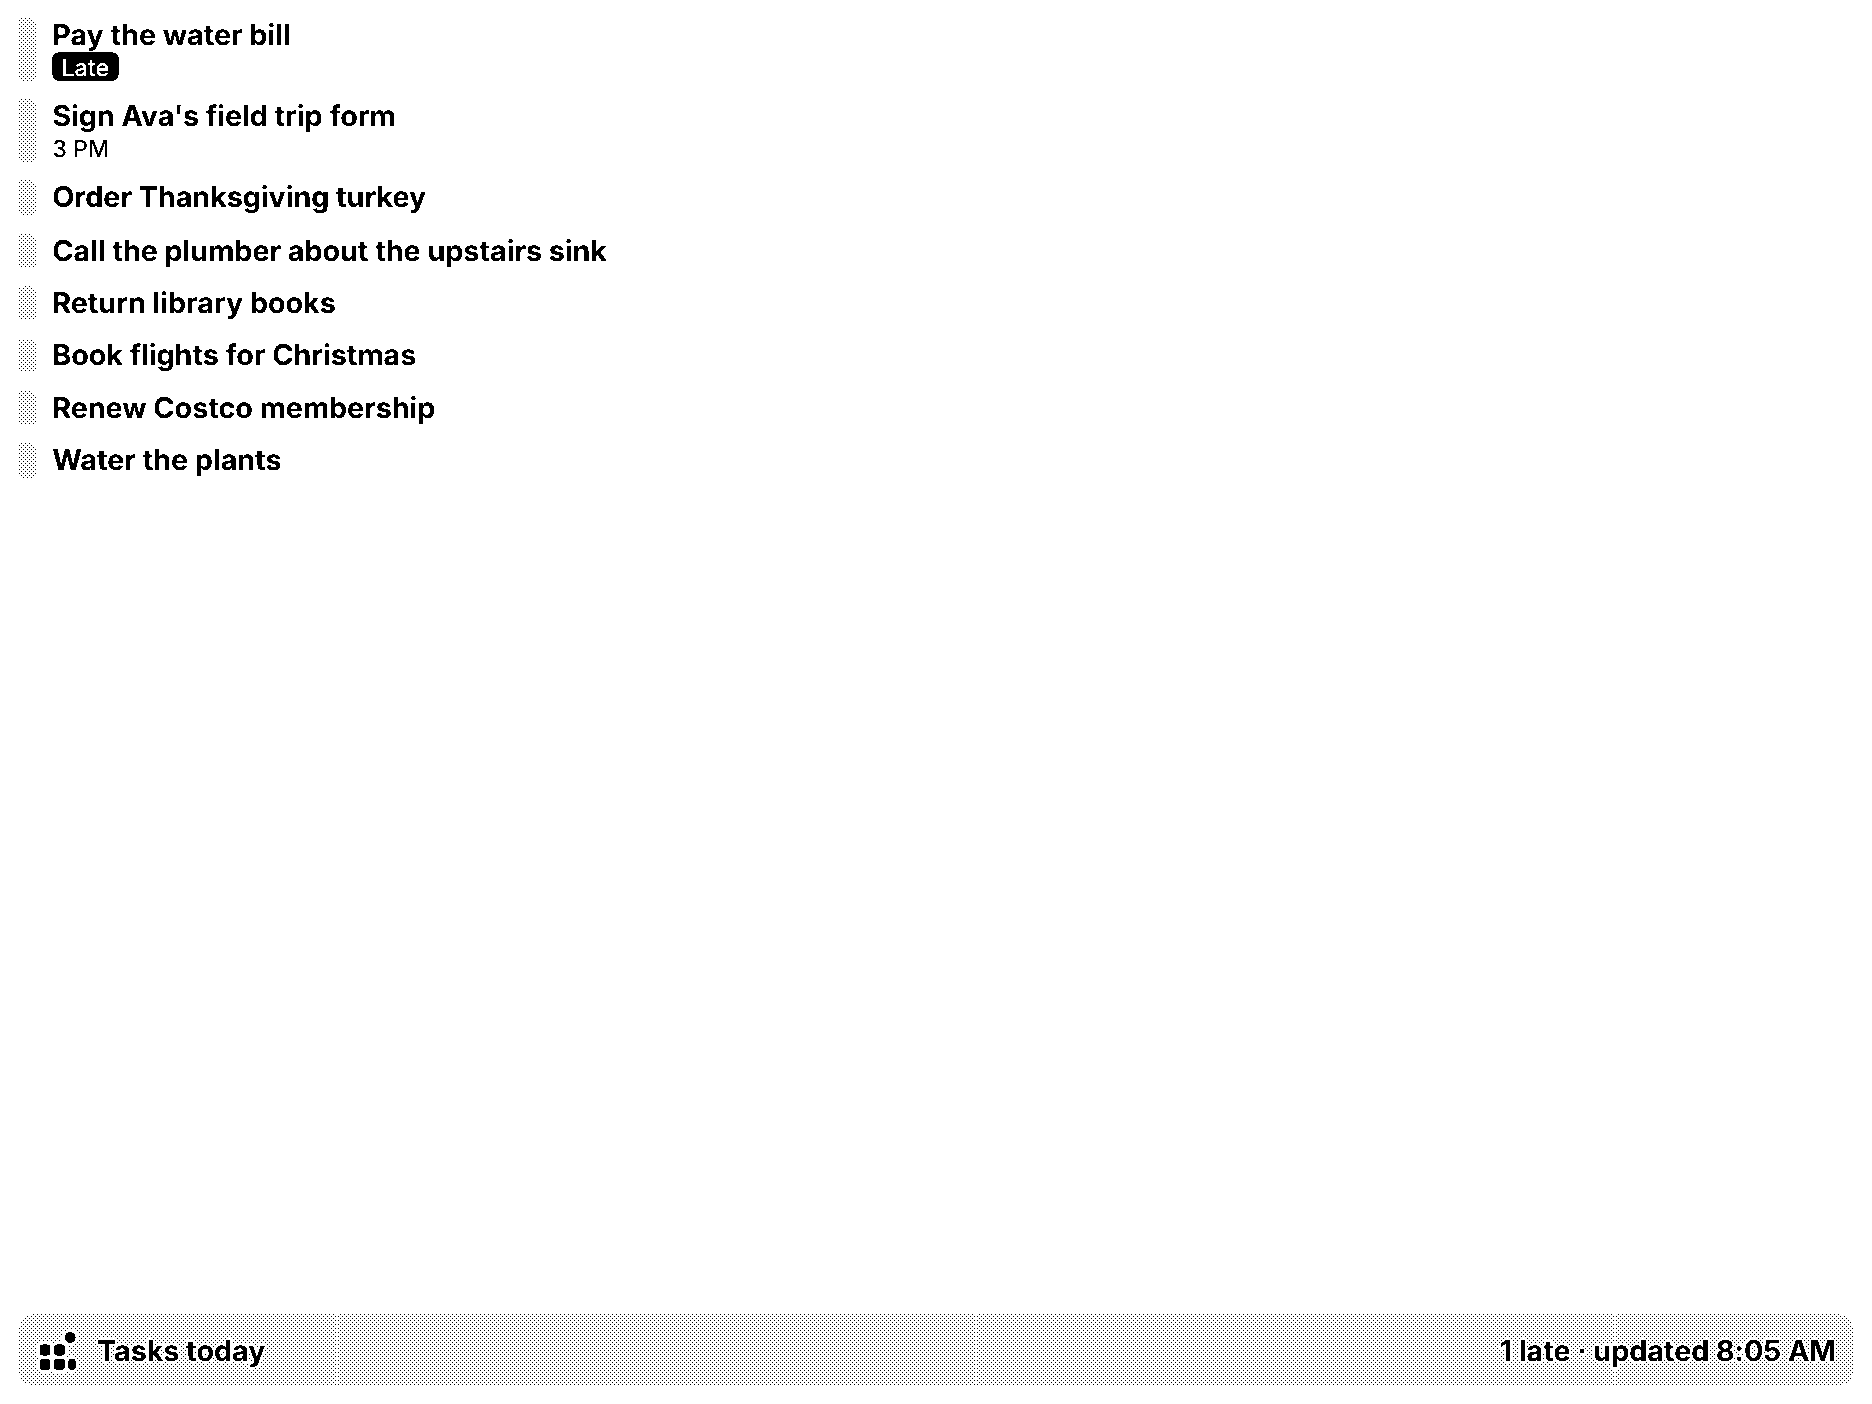 Pay the water bill
Late
Sign Ava's field trip form
3 PM
Order Thanksgiving turkey
Call the plumber about the upstairs sink
Return library books
Book flights for Christmas
Renew Costco membership
Water the plants
Tasks today
1 late · updated 8:05 AM